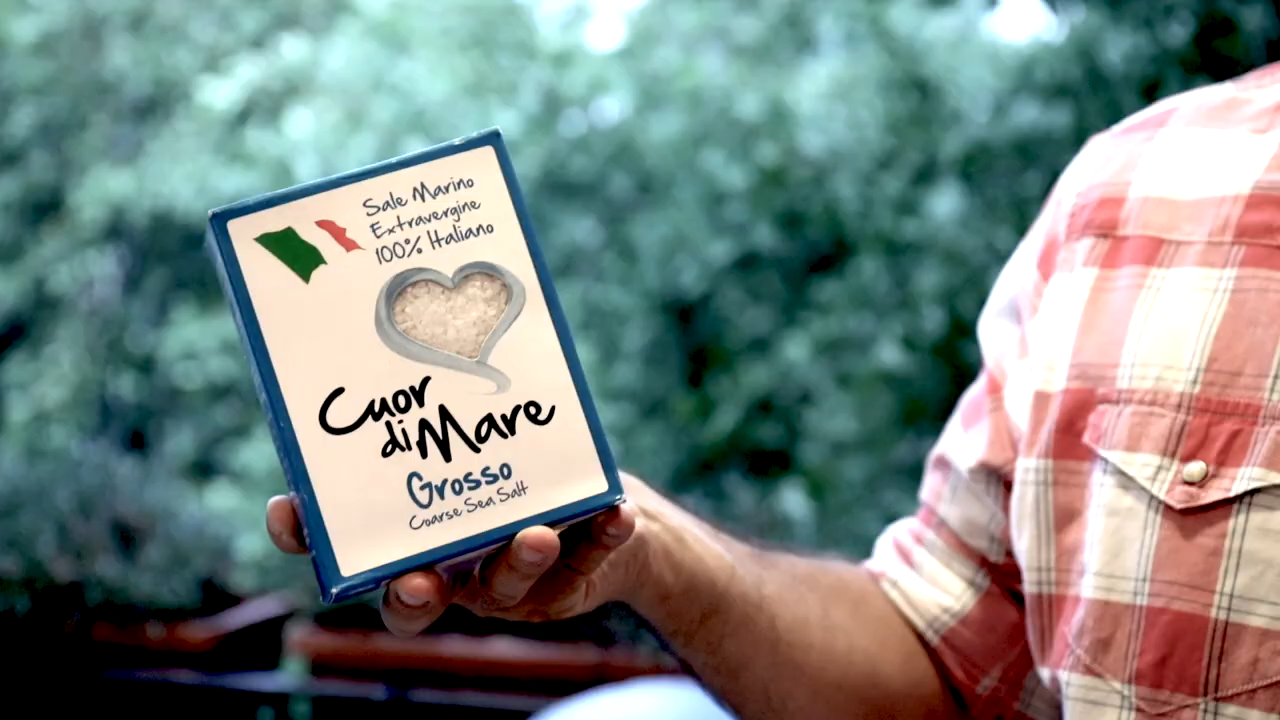 Sale Marino
Extravergine
100% Italiano
Cuor
di Mare
Grosso
Coarse Sea Salt